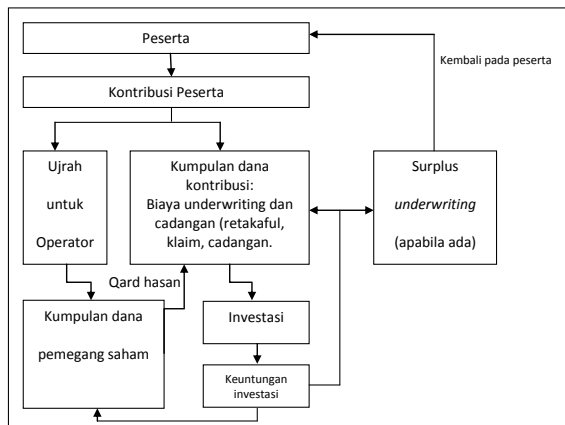 Peserta
Kembali pada peserta
Kontribusi Peserta
Ujrah
untuk
Operator
Kumpulan dana
kontribusi:
Biaya underwriting dan
cadangan (retakaful,
klaim, cadangan.
Surplus
underwriting
(apabila ada)
Qard hasan
Kumpulan dana
pemegang saham
Investasi
Keuntungan
investasi